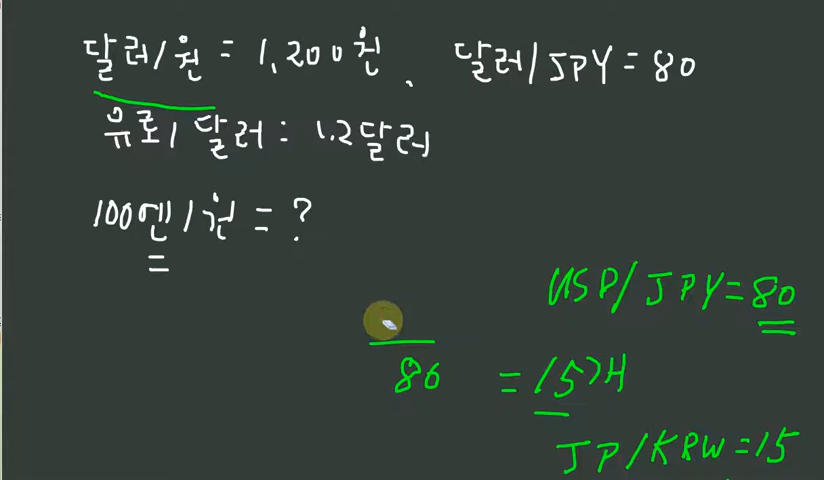 달러/원 = 1,200원, 달러/JPY = 80
유로/달러 = 1.2달러
100엔/원 = ?
USD/JPY = 80
80 = 15개
JP/KRW = 15